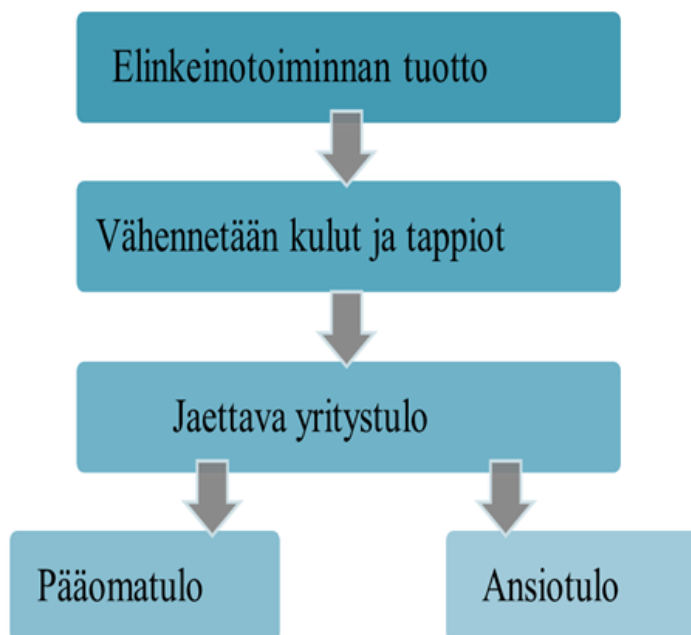 Elinkeinotoiminnan tuotto
Vähennetään kulut ja tappiot
Jaettava yritystulo
Pääomatulo
Ansiotulo